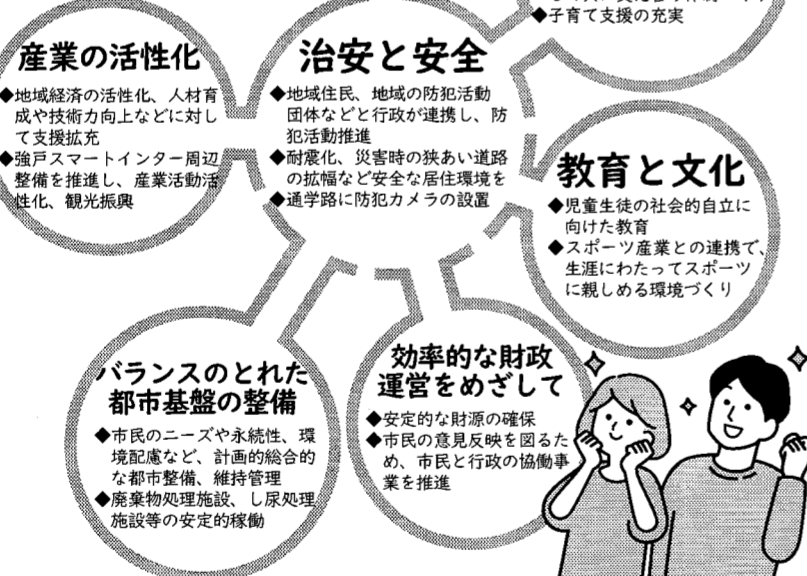 ◆子育て支援の充実
産業の活性化
◆地域経済の活性化、人材育
成や技術力向上などに対し
て支援拡充
◆強戸スマートインター周辺
整備を推進し、産業活動活
性化、観光振興
治安と安全
◆地域住民、地域の防犯活動
団体などと行政が連携し、防
犯活動推進
◆耐震化、災害時の狭あい道路
の拡幅など安全な居住環境を
◆通学路に防犯カメラの設置
教育と文化
◆児童生徒の社会的自立に
向けた教育
◆スポーツ産業との連携で、
生涯にわたってスポーツ
に親しめる環境づくり
バランスのとれた
都市基盤の整備
◆市民のニーズや永続性、環
境配慮など、計画的総合的
な都市整備、維持管理
◆廃棄物処理施設、し尿処理
施設等の安定的稼働
効率的な財政
運営をめざして
◆安定的な財源の確保
◆市民の意見反映を図るた
め、市民と行政の協働事
業を推進